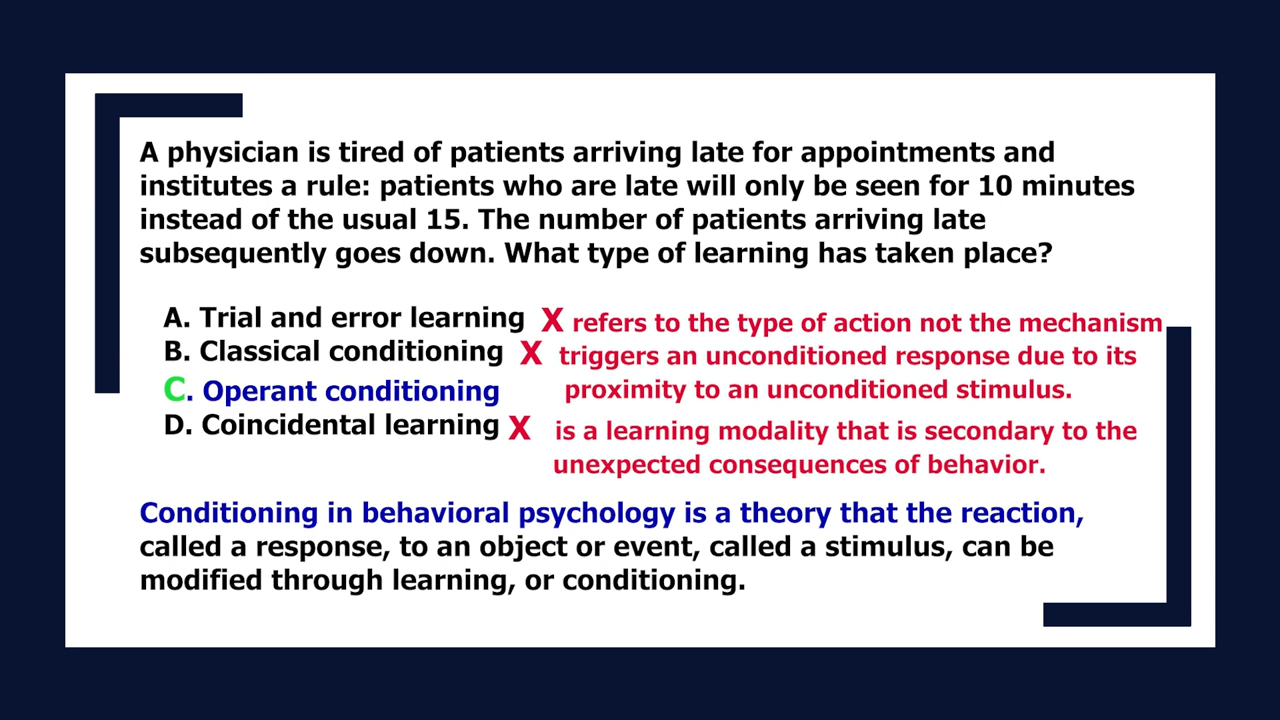 A physician is tired of patients arriving late for appointments and
institutes a rule: patients who are late will only be seen for 10 minutes
instead of the usual 15. The number of patients arriving late
subsequently goes down. What type of learning has taken place?
A. Trial and error learning X refers to the type of action not the mechanism
B. Classical conditioning X triggers an unconditioned response due to its
proximity to an unconditioned stimulus.
C. Operant conditioning
D. Coincidental learning X is a learning modality that is secondary to the
unexpected consequences of behavior.
Conditioning in behavioral psychology is a theory that the reaction,
called a response, to an object or event, called a stimulus, can be
modified through learning, or conditioning.